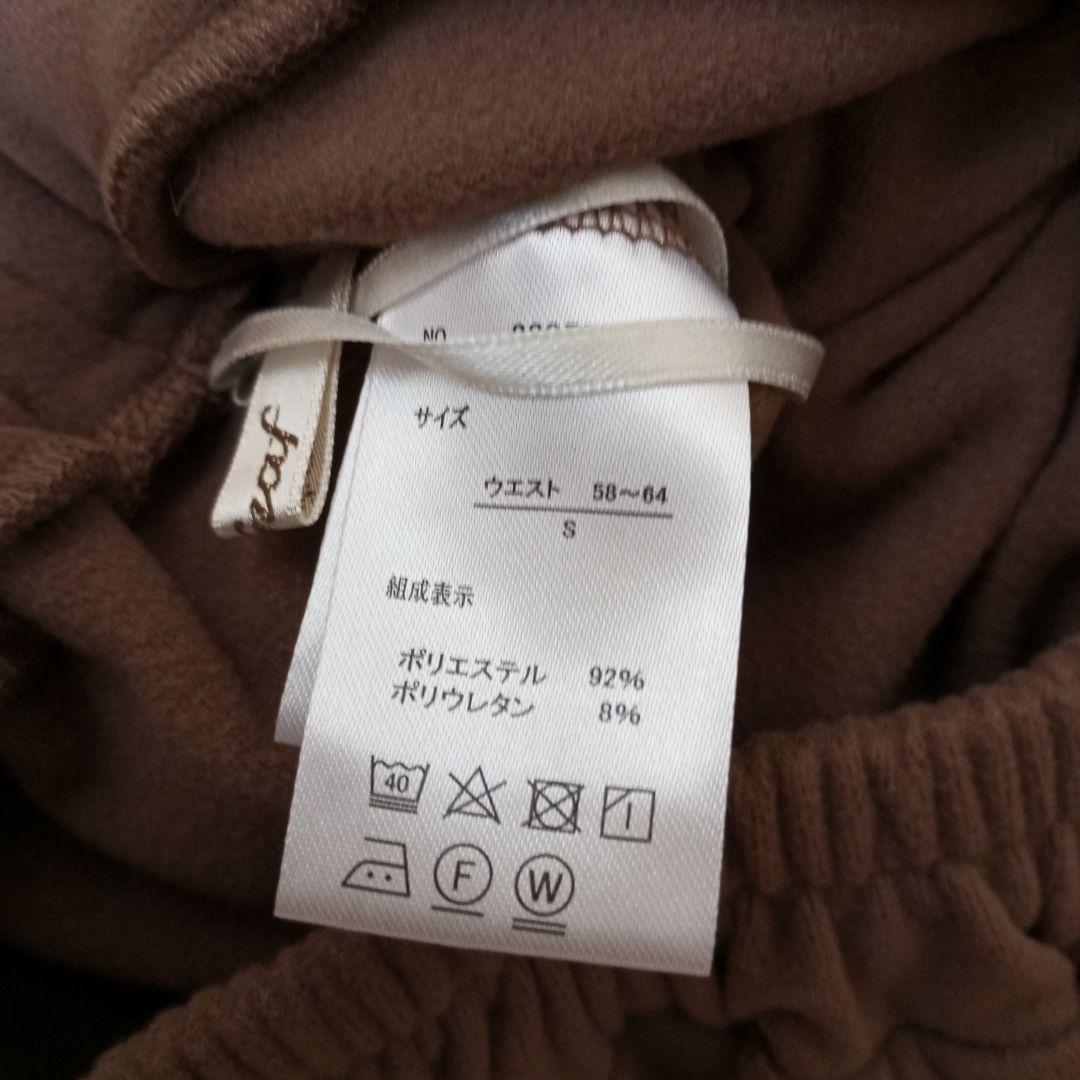 NO
サイズ
ウエスト 58～64
S
組成表示
ポリエステル 92%
ポリウレタン 8%
40
F
W